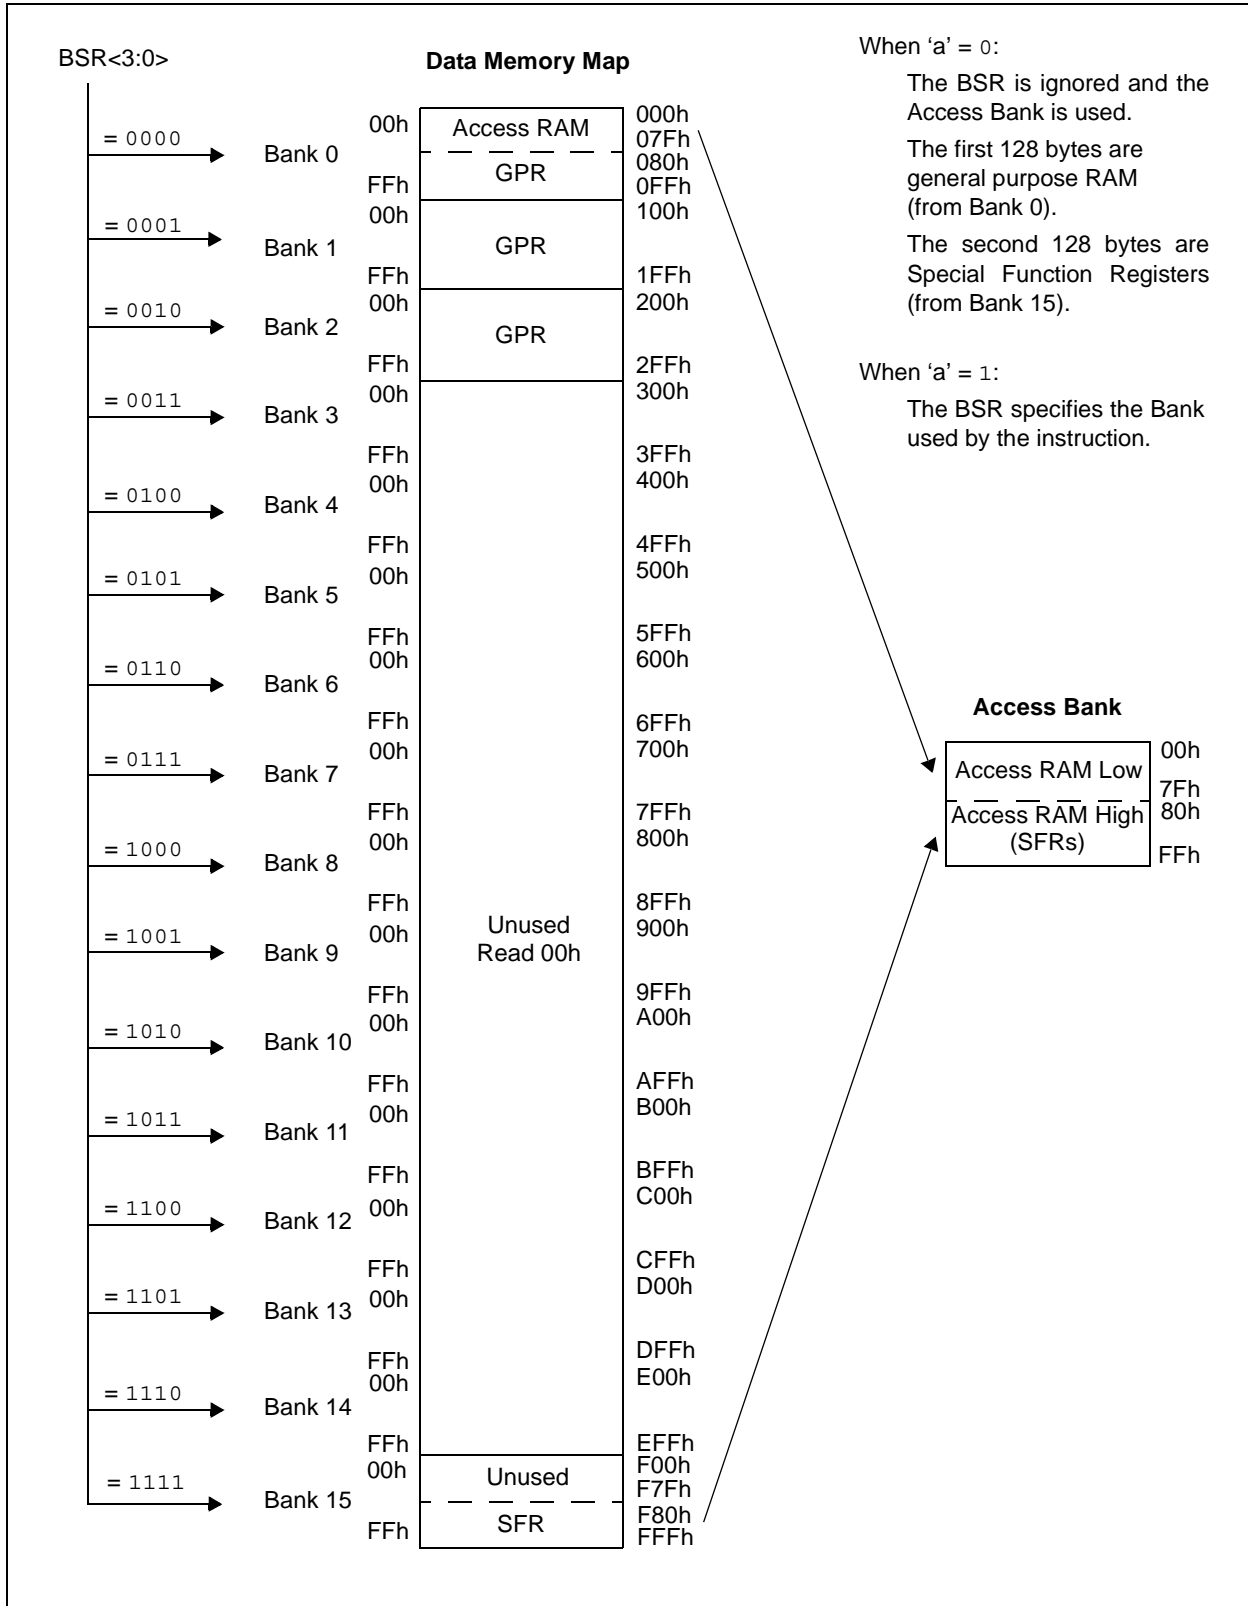 BSR<3:0>
Data Memory Map
When ‘a’ = 0:
The BSR is ignored and the
Access Bank is used.
The first 128 bytes are
general purpose RAM
(from Bank 0).
The second 128 bytes are
Special Function Registers
(from Bank 15).
When ‘a’ = 1:
The BSR specifies the Bank
used by the instruction.
= 0000
Bank 0
00h
FFh
Access RAM
GPR
000h
07Fh
080h
0FFh
= 0001
Bank 1
00h
FFh
GPR
100h
1FFh
= 0010
Bank 2
00h
FFh
GPR
200h
2FFh
= 0011
Bank 3
00h
FFh
300h
3FFh
= 0100
Bank 4
00h
FFh
400h
4FFh
= 0101
Bank 5
00h
FFh
500h
5FFh
= 0110
Bank 6
00h
FFh
600h
6FFh
= 0111
Bank 7
00h
FFh
700h
7FFh
= 1000
Bank 8
00h
FFh
800h
8FFh
= 1001
Bank 9
00h
FFh
Unused
Read 00h
900h
9FFh
= 1010
Bank 10
00h
FFh
A00h
AFFh
= 1011
Bank 11
00h
FFh
B00h
BFFh
= 1100
Bank 12
00h
FFh
C00h
CFFh
= 1101
Bank 13
00h
FFh
D00h
DFFh
= 1110
Bank 14
00h
FFh
E00h
EFFh
= 1111
Bank 15
00h
FFh
Unused
SFR
F00h
F7Fh
F80h
FFFh
Access Bank
Access RAM Low
Access RAM High
(SFRs)
00h
7Fh
80h
FFh